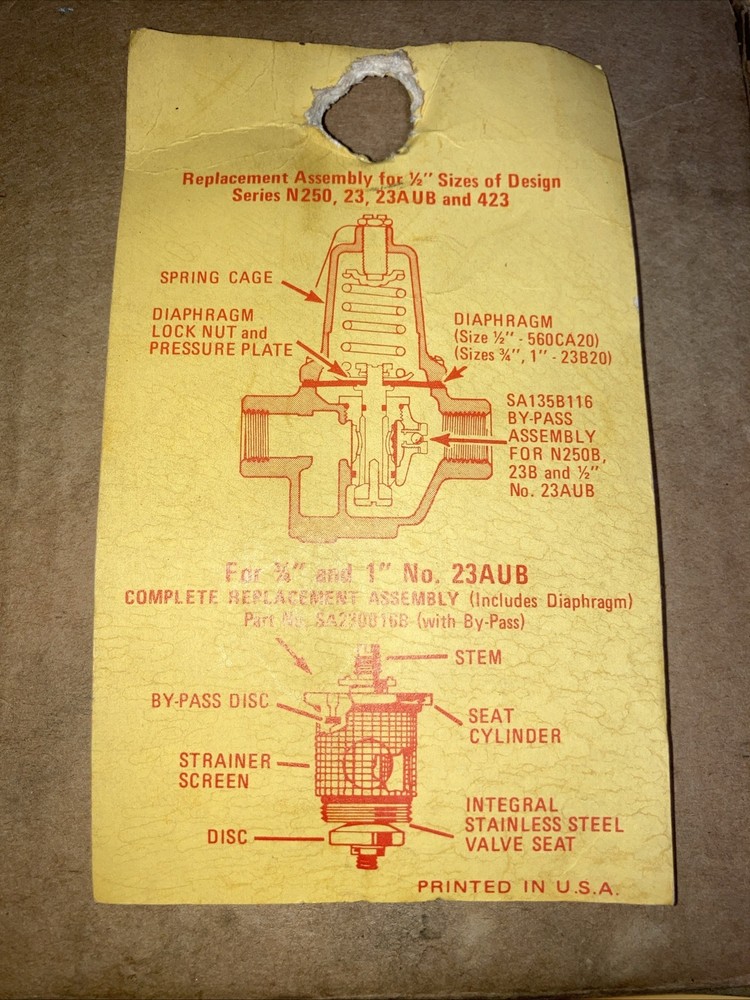 Replacement Assembly for ½" Sizes of Design
Series N250, 23, 23AUB and 423
SPRING CAGE
DIAPHRAGM
LOCK NUT and
PRESSURE PLATE
DIAPHRAGM
(Size ½" - 560CA20)
(Sizes ¾", 1" - 23B20)
SA135B116
BY-PASS
ASSEMBLY
FOR N250B,
23B and ½"
No. 23AUB
For ¾" and 1" No. 23AUB
COMPLETE REPLACEMENT ASSEMBLY (Includes Diaphragm)
Part No. (with By-Pass)
STEM
BY-PASS DISC
SEAT
CYLINDER
STRAINER
SCREEN
INTEGRAL
STAINLESS STEEL
VALVE SEAT
DISC
PRINTED IN U.S.A.